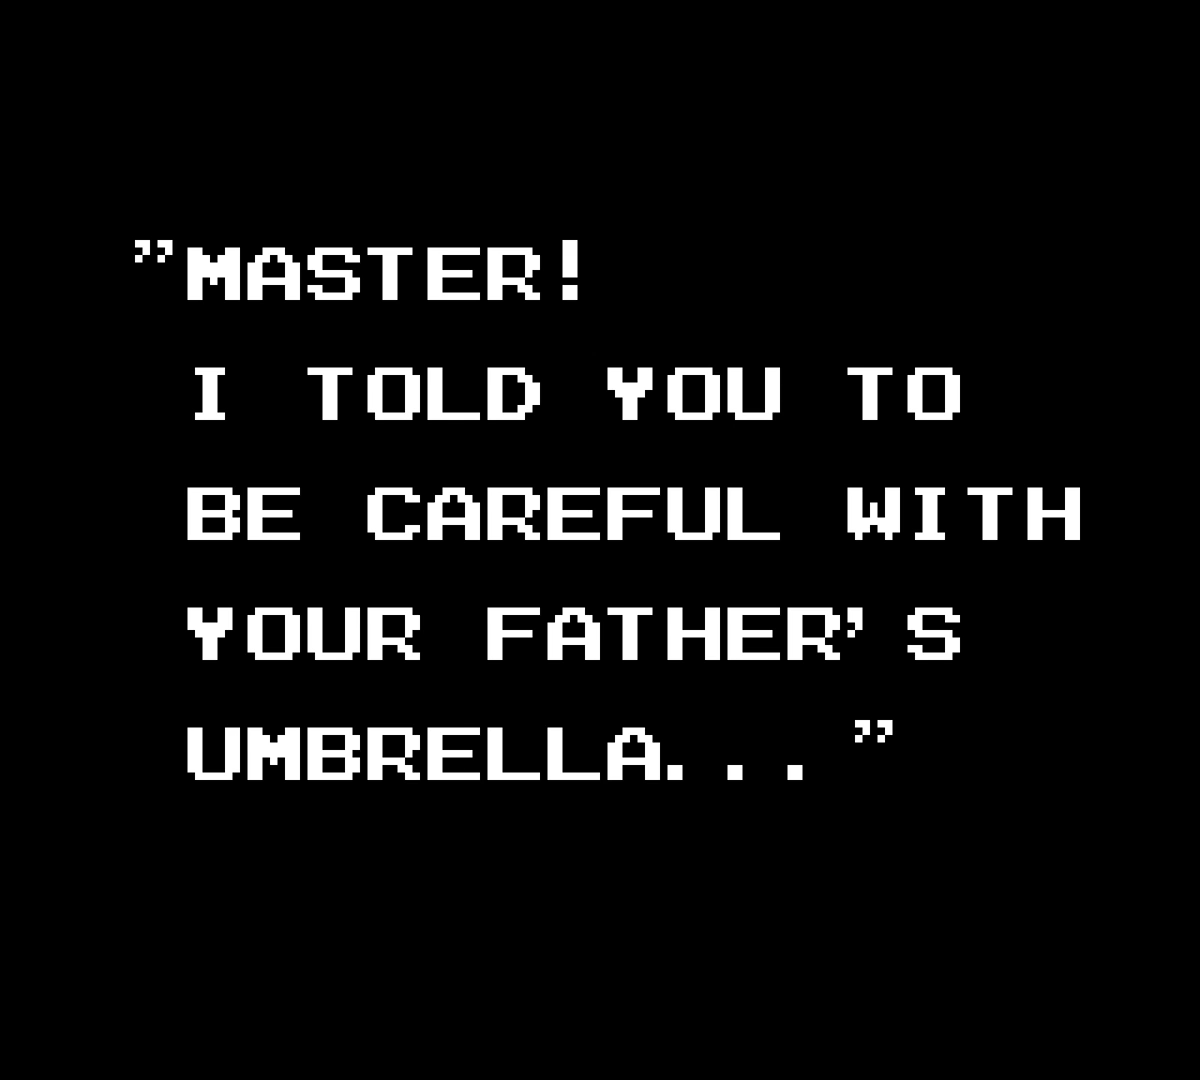 ”MASTER!
I TOLD YOU TO
BE CAREFUL WITH
YOUR FATHER’S
UMBRELLA...”